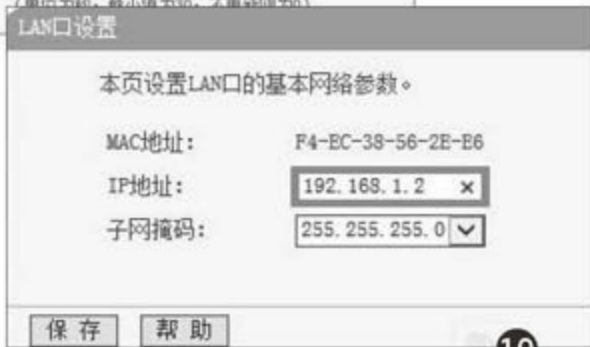 LAN口设置
本页设置LAN口的基本网络参数。
MAC地址： F4-EC-38-56-2E-E6
IP地址： 192.168.1.2 ×
子网掩码： 255.255.255.0
保存 帮助
10